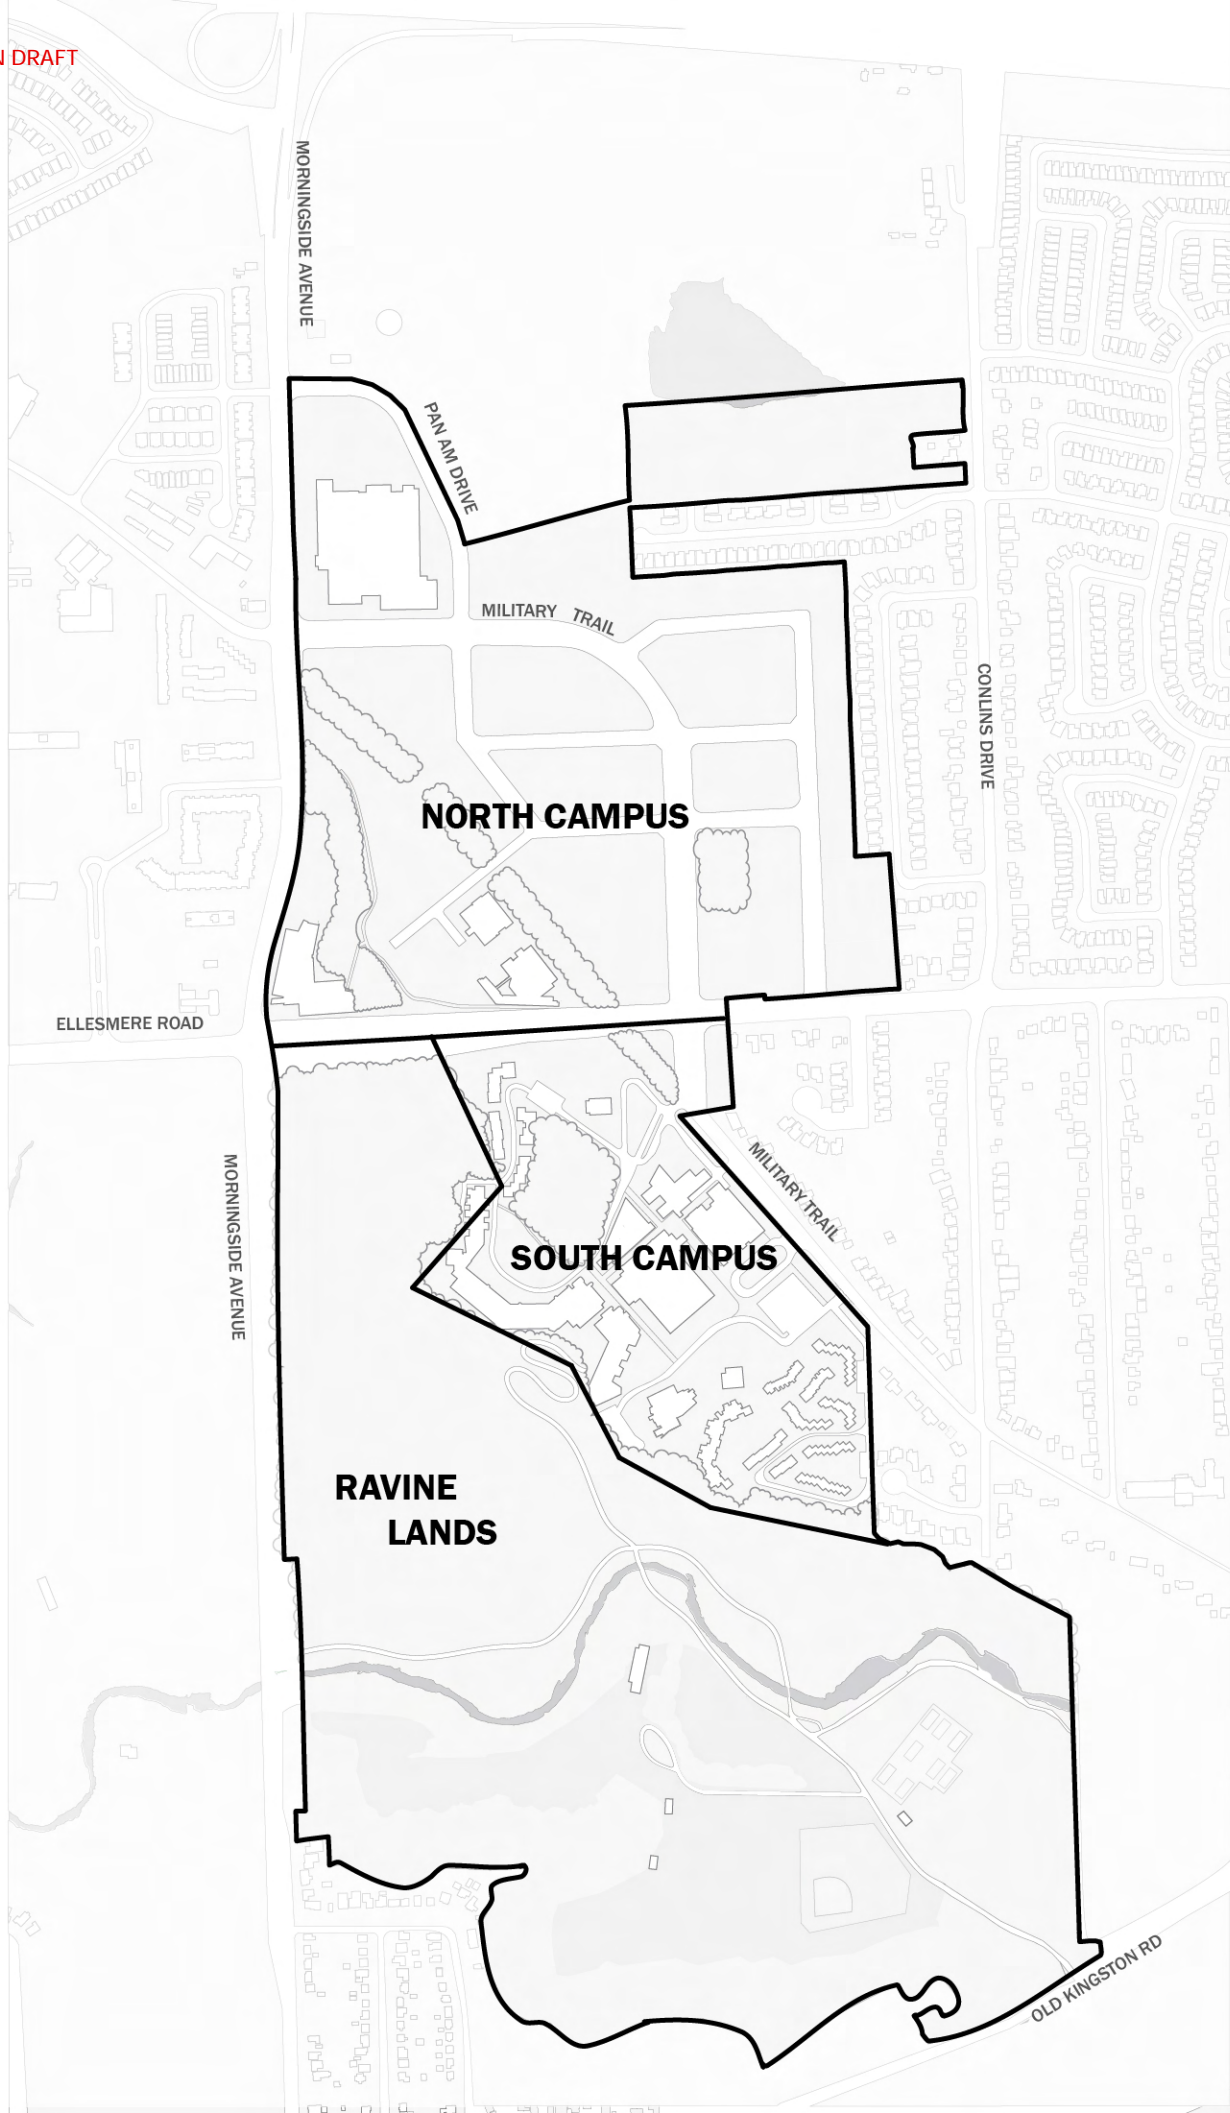 N DRAFT
MORNINGSIDE AVENUE
PAN AM DRIVE
MILITARY TRAIL
CONLINS DRIVE
NORTH CAMPUS
ELLESMERE ROAD
MORNINGSIDE AVENUE
MILITARY TRAIL
SOUTH CAMPUS
RAVINE
LANDS
OLD KINGSTON RD